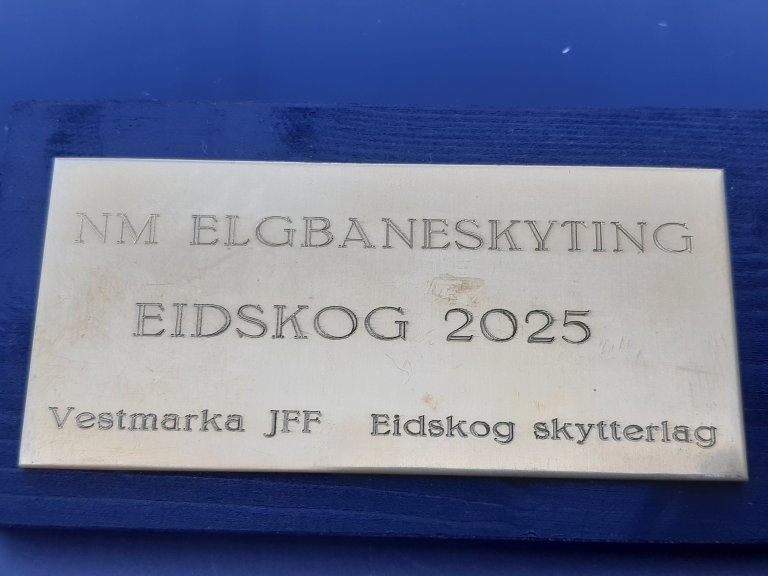 NM ELGBANESKYTING
EIDSKOG 2025
Vestmarka JFF Eidskog skytterlag